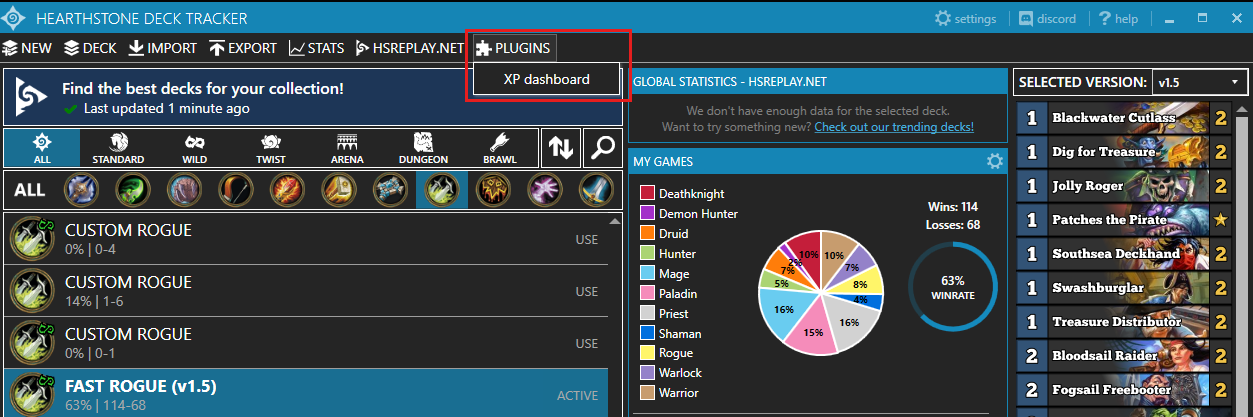 HEARTHSTONE DECK TRACKER
settings
discord
? help
NEW
DECK
IMPORT
EXPORT
STATS
HSREPLAY.NET
PLUGINS
XP dashboard
Find the best decks for your collection!
Last updated 1 minute ago
ALL
STANDARD
WILD
TWIST
ARENA
DUNGEON
BRAWL
ALL
CUSTOM ROGUE
0% | 0-4
USE
CUSTOM ROGUE
14% | 1-6
USE
CUSTOM ROGUE
0% | 0-1
USE
FAST ROGUE (v1.5)
63% | 114-68
ACTIVE
GLOBAL STATISTICS - HSREPLAY.NET
We don't have enough data for the selected deck.
Want to try something new? Check out our trending decks!
MY GAMES
Deathknight
Demon Hunter
Druid
Hunter
Mage
Paladin
Priest
Shaman
Rogue
Warlock
Warrior
10%
10%
2%
7%
7%
5%
8%
4%
16%
16%
15%
Wins: 114
Losses: 68
63%
WINRATE
SELECTED VERSION: v1.5
1 Blackwater Cutlass 2
1 Dig for Treasure 2
1 Jolly Roger 2
1 Patches the Pirate ★
1 Southsea Deckhand 2
1 Swashburglar 2
1 Treasure Distributor 2
2 Bloodsail Raider 2
2 Fogsail Freebooter 2